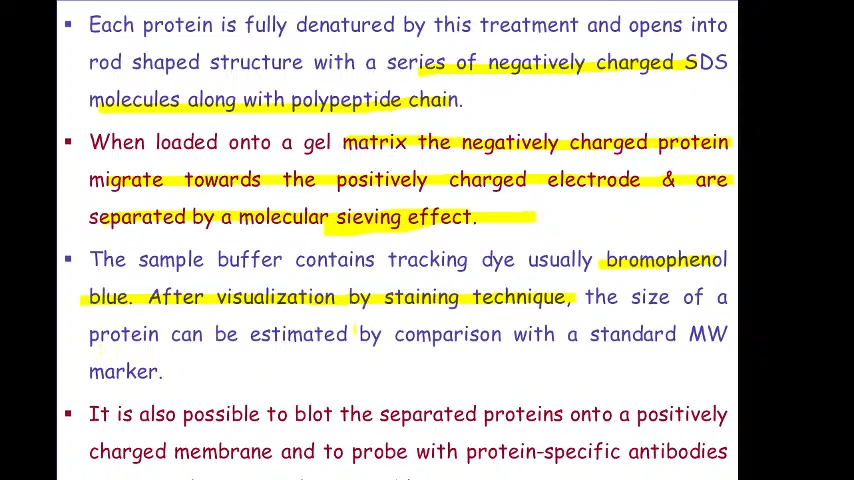 ▪ Each protein is fully denatured by this treatment and opens into
rod shaped structure with a series of negatively charged SDS
molecules along with polypeptide chain.
▪ When loaded onto a gel matrix the negatively charged protein
migrate towards the positively charged electrode & are
separated by a molecular sieving effect.
▪ The sample buffer contains tracking dye usually bromophenol
blue. After visualization by staining technique, the size of a
protein can be estimated by comparison with a standard MW
marker.
▪ It is also possible to blot the separated proteins onto a positively
charged membrane and to probe with protein-specific antibodies